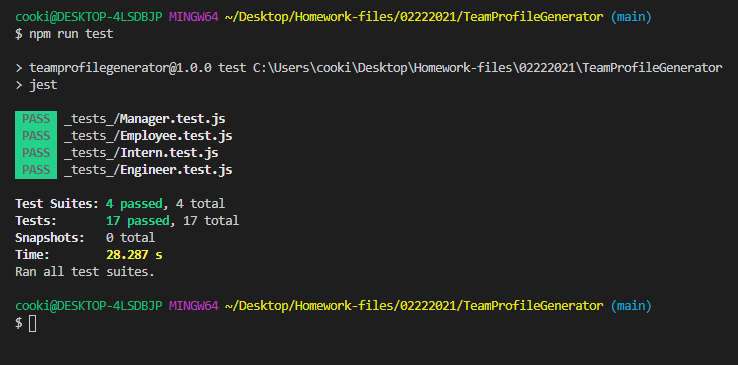 cooki@DESKTOP-4LSDBJP MINGW64 ~/Desktop/Homework-files/02222021/TeamProfileGenerator (main)
$ npm run test
> teamprofilegenerator@1.0.0 test C:\Users\cooki\Desktop\Homework-files\02222021\TeamProfileGenerator
> jest
PASS _tests_/Manager.test.js
PASS _tests_/Employee.test.js
PASS _tests_/Intern.test.js
PASS _tests_/Engineer.test.js
Test Suites: 4 passed, 4 total
Tests: 17 passed, 17 total
Snapshots: 0 total
Time: 28.287 s
Ran all test suites.
cooki@DESKTOP-4LSDBJP MINGW64 ~/Desktop/Homework-files/02222021/TeamProfileGenerator (main)
$